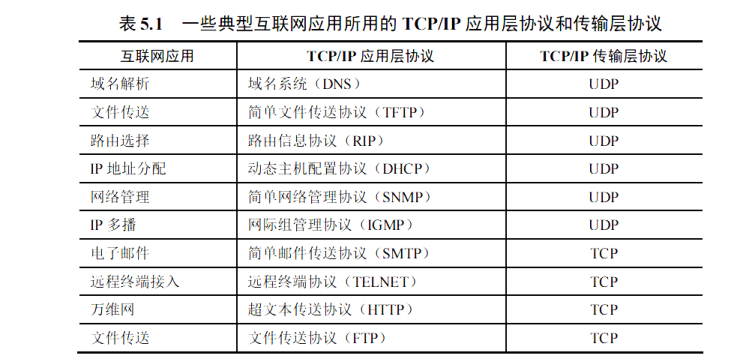 表 5.1 一些典型互联网应用所用的 TCP/IP 应用层协议和传输层协议
互联网应用 TCP/IP 应用层协议 TCP/IP 传输层协议
域名解析 域名系统（DNS） UDP
文件传送 简单文件传送协议（TFTP） UDP
路由选择 路由信息协议（RIP） UDP
IP 地址分配 动态主机配置协议（DHCP） UDP
网络管理 简单网络管理协议（SNMP） UDP
IP 多播 网际组管理协议（IGMP） UDP
电子邮件 简单邮件传送协议（SMTP） TCP
远程终端接入 远程终端协议（TELNET） TCP
万维网 超文本传送协议（HTTP） TCP
文件传送 文件传送协议（FTP） TCP